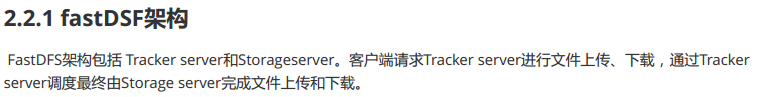 2.2.1 fastDSF架构
FastDFS架构包括 Tracker server和Storageserver。客户端请求Tracker server进行文件上传、下载，通过Tracker
server调度最终由Storage server完成文件上传和下载。